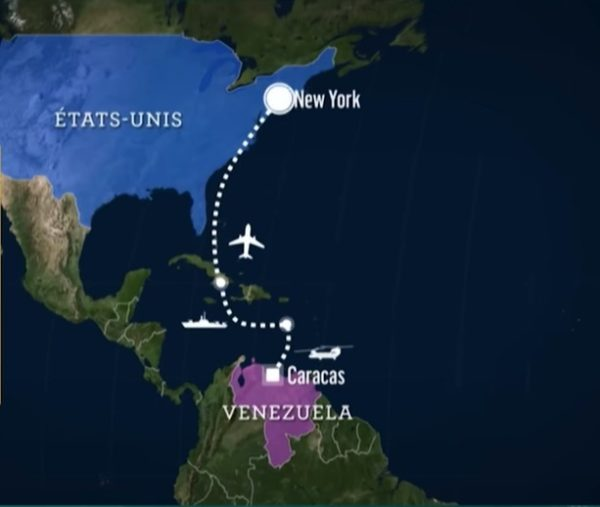 New York
ÉTATS-UNIS
Caracas
VENEZUELA